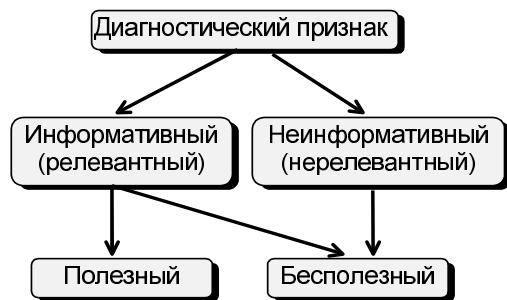 Диагностический признак
Информативный
(релевантный)
Неинформативный
(нерелевантный)
Полезный
Бесполезный